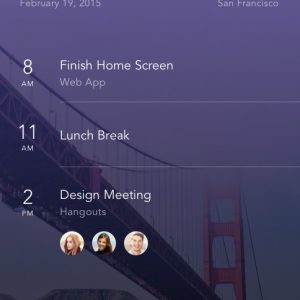 February 19, 2015 San Francisco
8 Finish Home Screen
AM Web App
11 Lunch Break
AM
2 Design Meeting
PM Hangouts